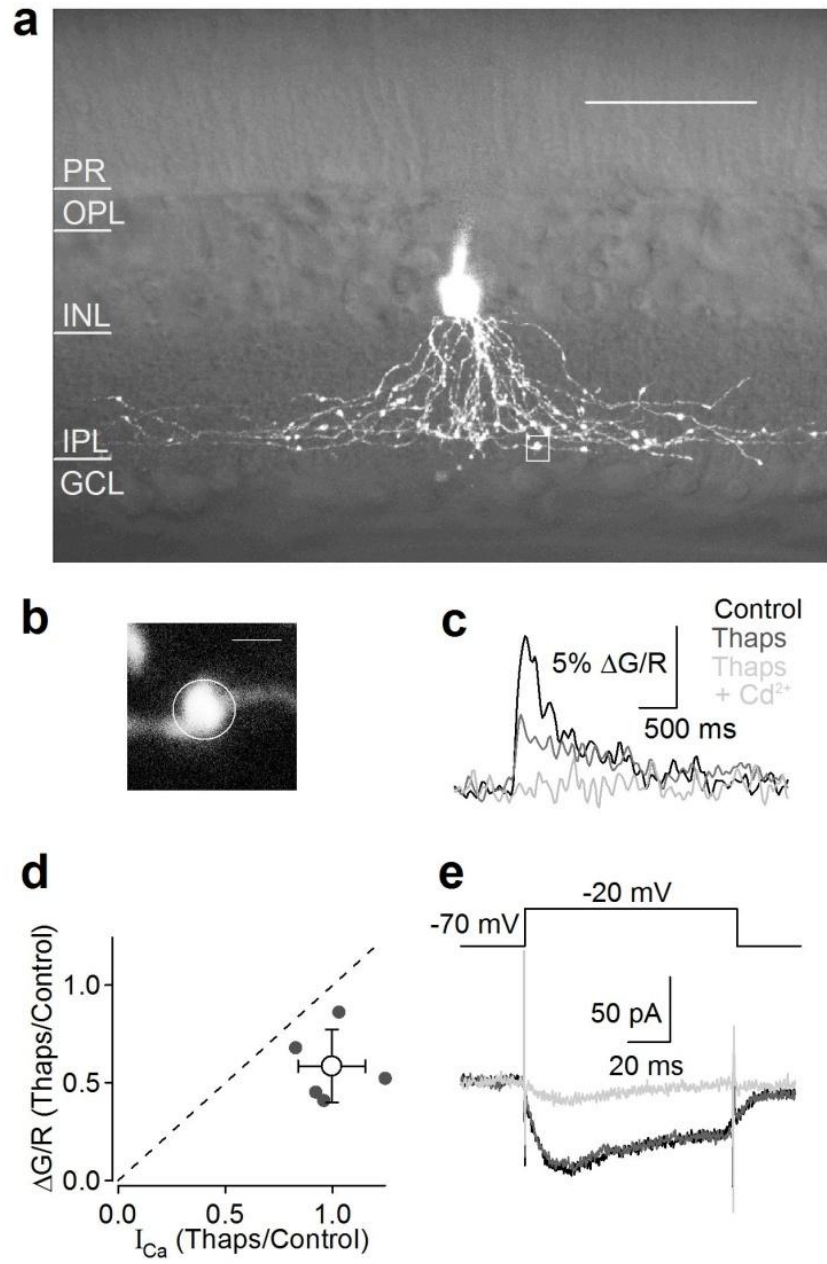 a
PR
OPL
INL
IPL
GCL
b
c
Control
Thaps
Thaps
+ Cd²⁺
5% ΔG/R
500 ms
d
ΔG/R (Thaps/Control)
1.0
0.5
0.0
0.0 0.5 1.0
I_Ca (Thaps/Control)
e
-20 mV
-70 mV
50 pA
20 ms